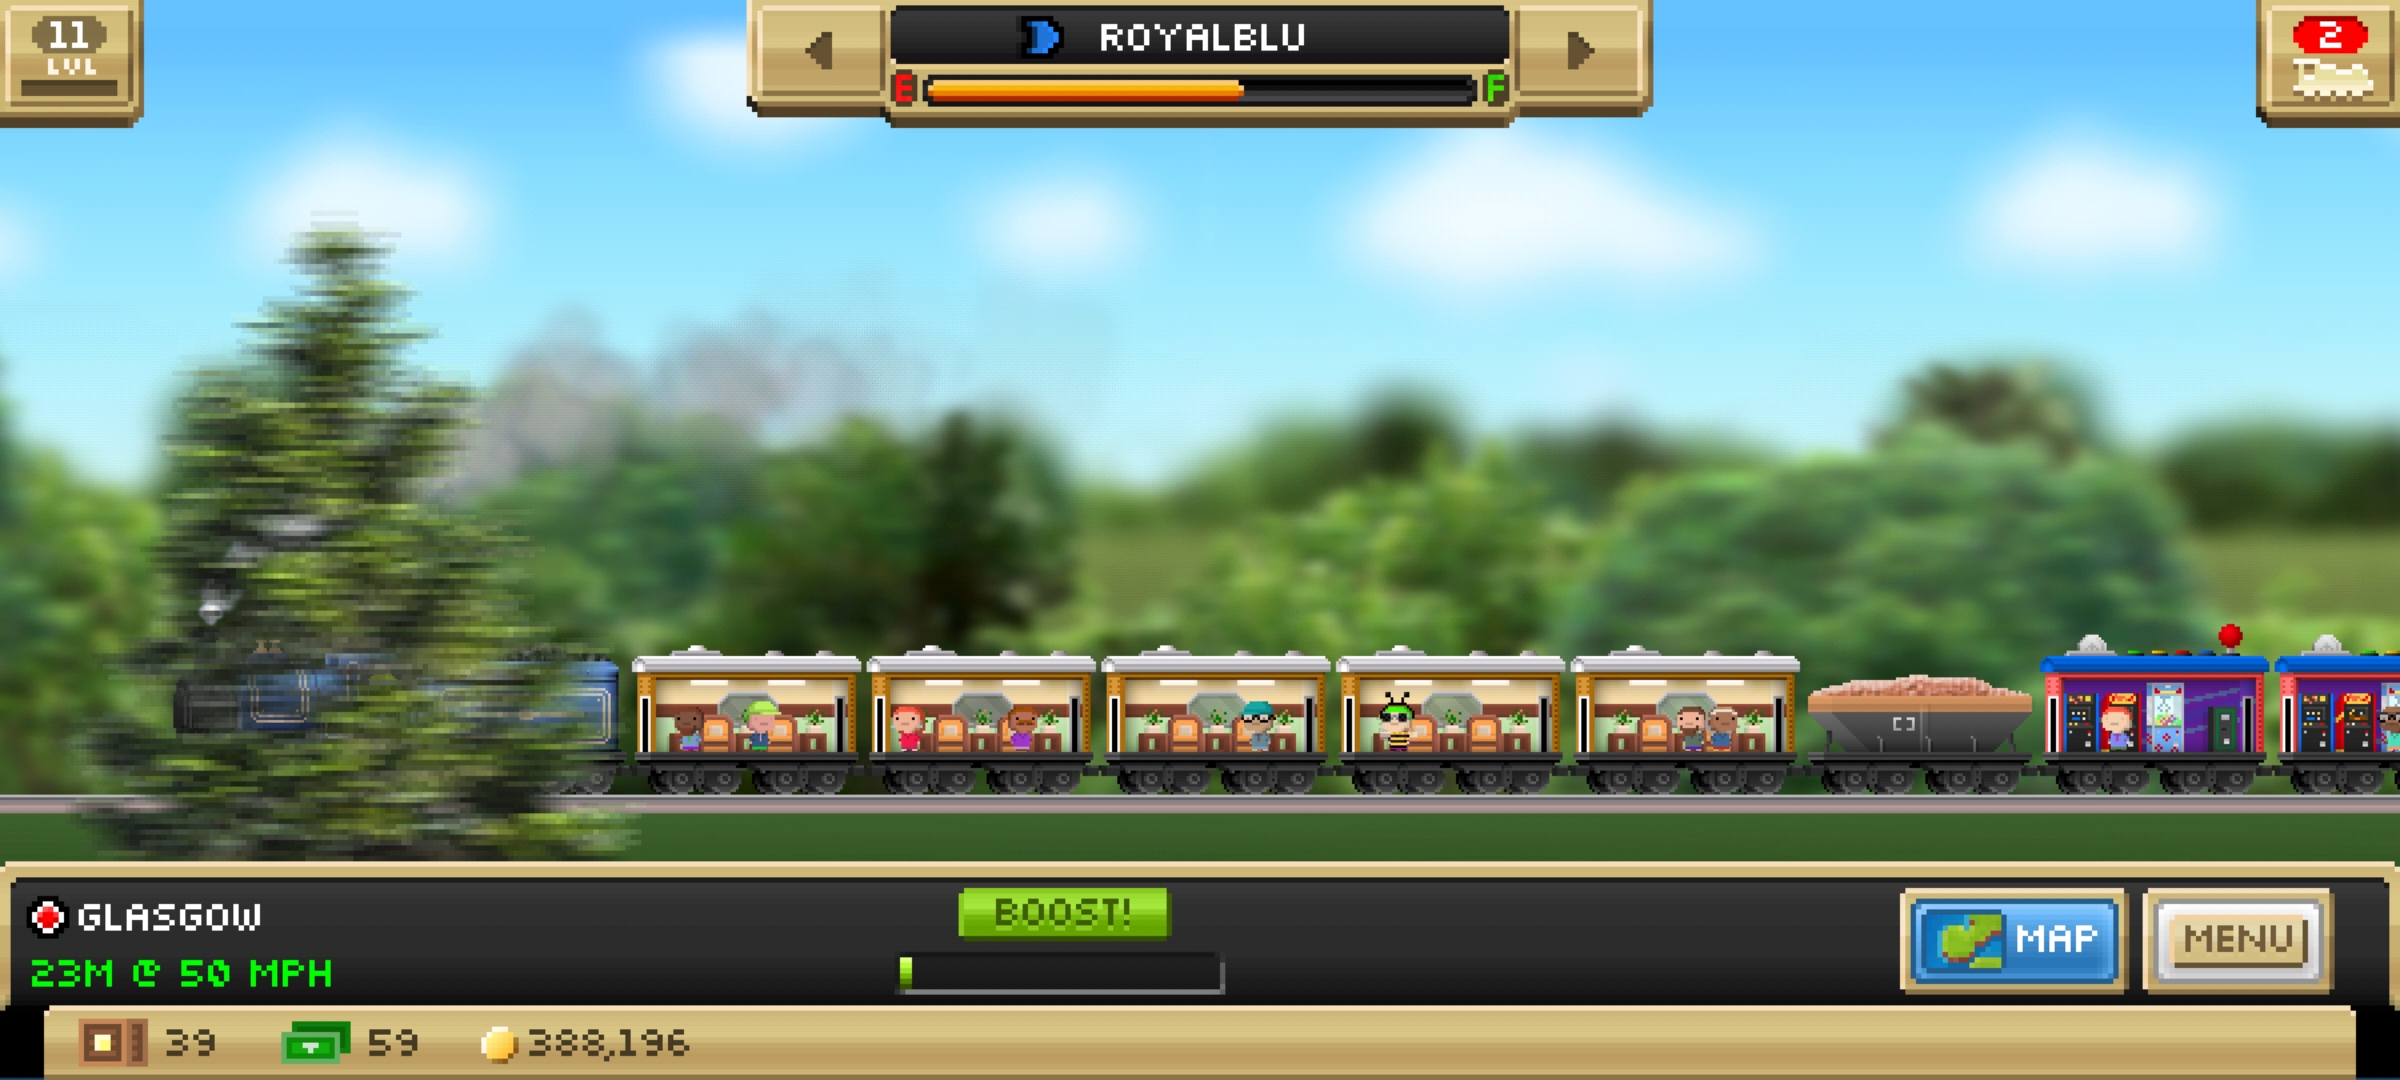 11
LVL
ROYALBLU
E F
2
GLASGOW
23M @ 50 MPH
BOOST!
MAP
MENU
39
59
388,196